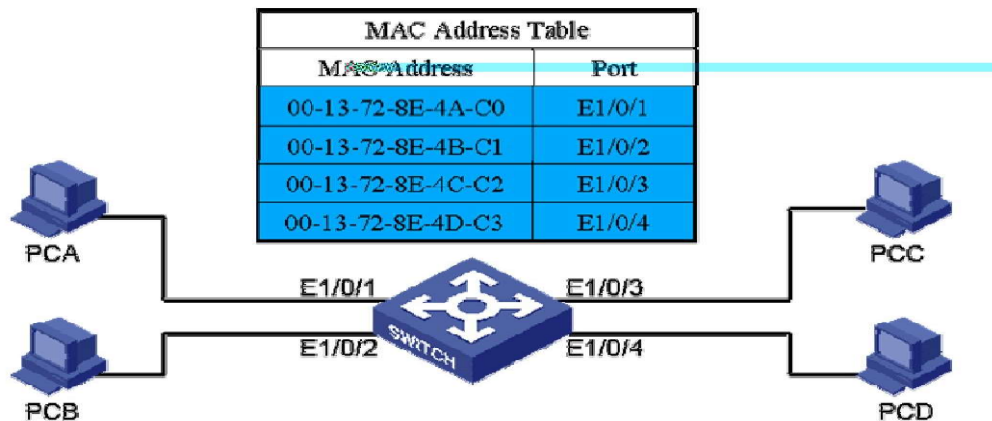 MAC Address Table
MAC Address Port
00-13-72-8E-4A-C0 E1/0/1
00-13-72-8E-4B-C1 E1/0/2
00-13-72-8E-4C-C2 E1/0/3
00-13-72-8E-4D-C3 E1/0/4
PCA PCC
E1/0/1 E1/0/3
SWITCH
E1/0/2 E1/0/4
PCB PCD